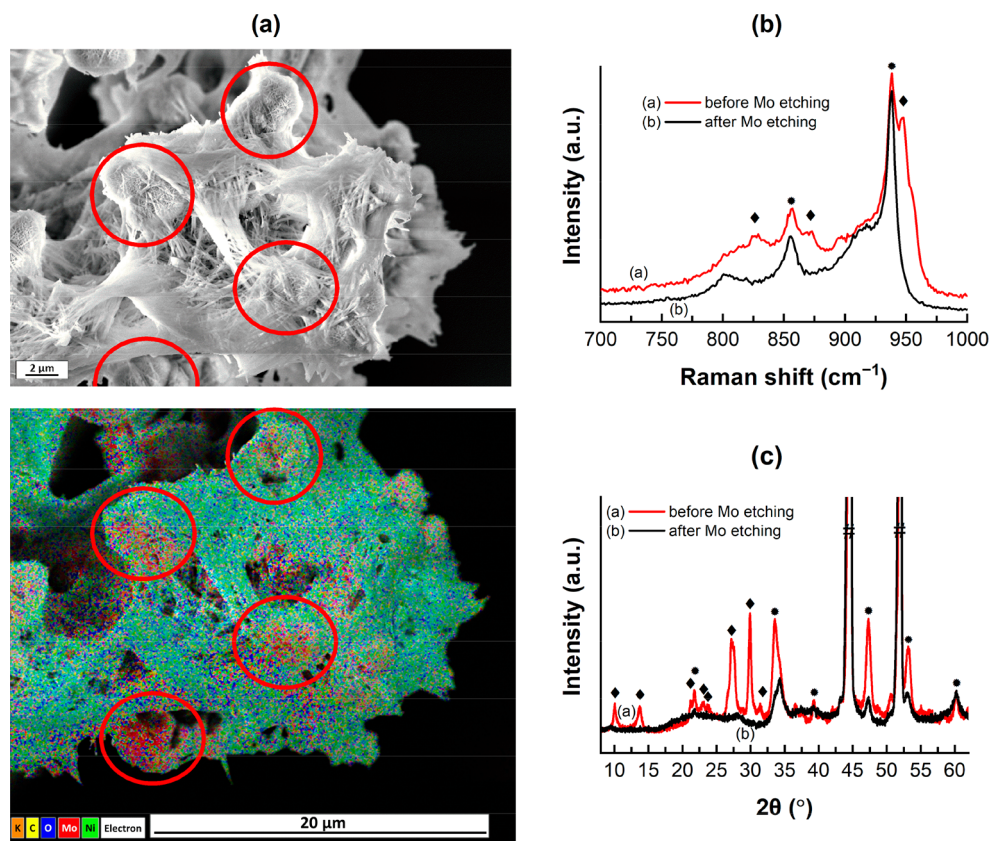 (a)
2 µm
K C O Mo Ni Electron
20 µm
(b)
(a) before Mo etching
(b) after Mo etching
Intensity (a.u.)
(a)
(b)
700 750 800 850 900 950 1000
Raman shift (cm⁻¹)
(c)
(a) before Mo etching
(b) after Mo etching
Intensity (a.u.)
(a)
(b)
10 15 20 25 30 35 40 45 50 55 60
2θ (°)